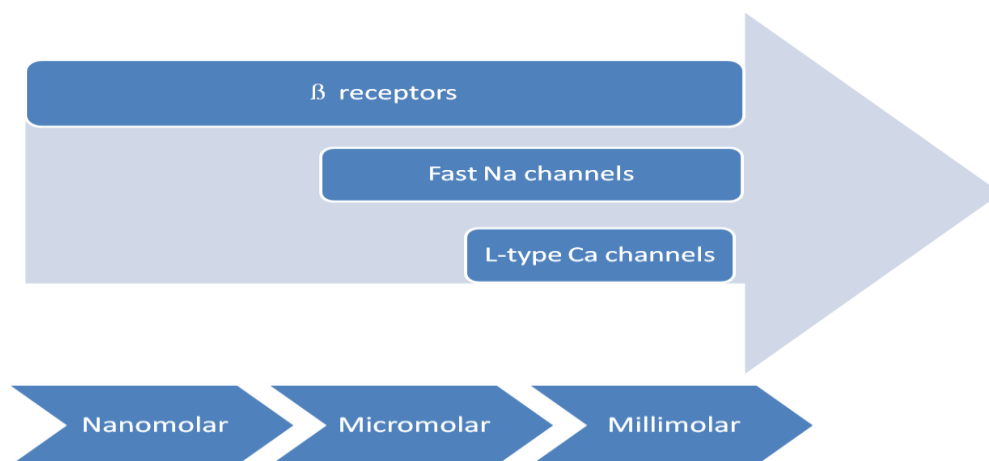 ß receptors
Fast Na channels
L-type Ca channels
Nanomolar
Micromolar
Millimolar